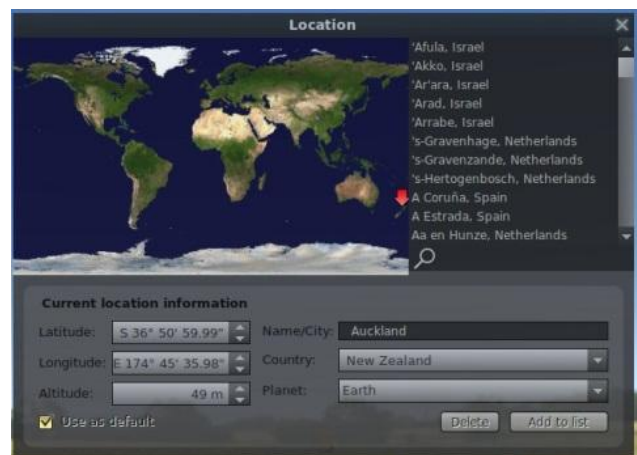 Location
'Afula, Israel
'Akko, Israel
'Ar'ara, Israel
'Arad, Israel
'Arrabe, Israel
's-Gravenhage, Netherlands
's-Gravenzande, Netherlands
's-Hertogenbosch, Netherlands
A Coruña, Spain
A Estrada, Spain
Aa en Hunze, Netherlands
Current location information
Latitude: S 36° 50' 59.99" Name/City: Auckland
Longitude: E 174° 45' 35.98" Country: New Zealand
Altitude: 49 m Planet: Earth
Use as default Delete Add to list